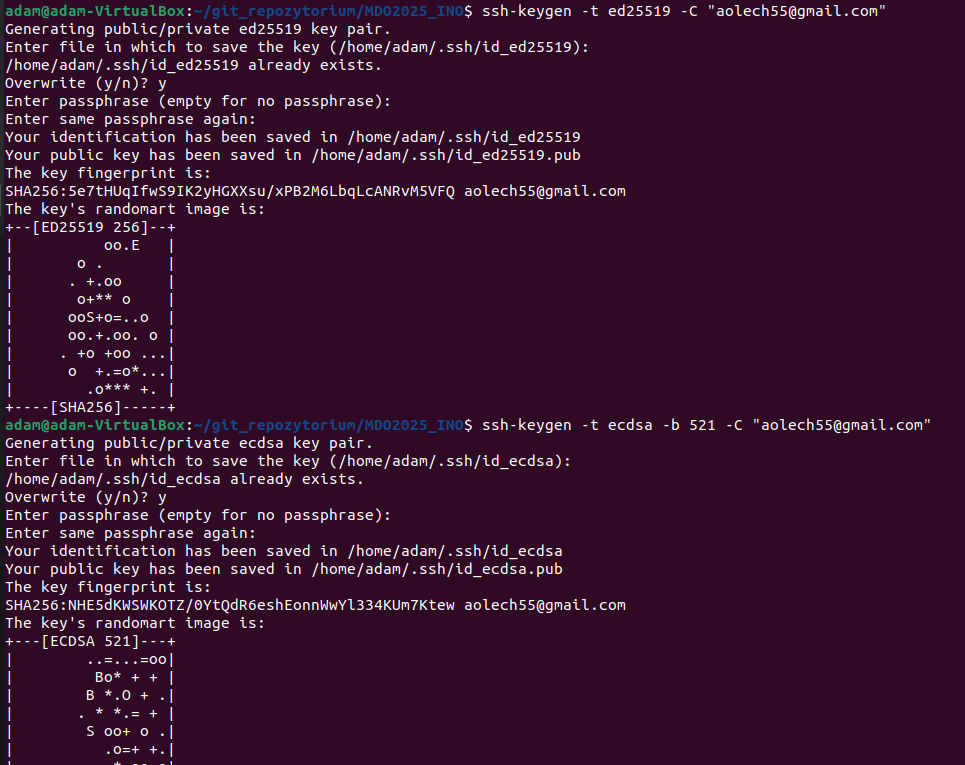 adam@adam-VirtualBox:~/git_repozytorium/MDO2025_INO$ ssh-keygen -t ed25519 -C "aolech55@gmail.com"
Generating public/private ed25519 key pair.
Enter file in which to save the key (/home/adam/.ssh/id_ed25519):
/home/adam/.ssh/id_ed25519 already exists.
Overwrite (y/n)? y
Enter passphrase (empty for no passphrase):
Enter same passphrase again:
Your identification has been saved in /home/adam/.ssh/id_ed25519
Your public key has been saved in /home/adam/.ssh/id_ed25519.pub
The key fingerprint is:
SHA256:5e7tHUqIfwS9IK2yHGXXsu/xPB2M6LbqLcANRvM5VFQ aolech55@gmail.com
The key's randomart image is:
+--[ED25519 256]--+
|          oo.E   |
|       o .       |
|      . +.oo     |
|       o+** o    |
|      ooS+o=..o  |
|      oo.+.oo. o |
|     . +o +oo ...|
|      o  +.=o*...|
|        .o*** +. |
+----[SHA256]-----+
adam@adam-VirtualBox:~/git_repozytorium/MDO2025_INO$ ssh-keygen -t ecdsa -b 521 -C "aolech55@gmail.com"
Generating public/private ecdsa key pair.
Enter file in which to save the key (/home/adam/.ssh/id_ecdsa):
/home/adam/.ssh/id_ecdsa already exists.
Overwrite (y/n)? y
Enter passphrase (empty for no passphrase):
Enter same passphrase again:
Your identification has been saved in /home/adam/.ssh/id_ecdsa
Your public key has been saved in /home/adam/.ssh/id_ecdsa.pub
The key fingerprint is:
SHA256:NHE5dKWSWKOTZ/0YtQdR6eshEonnWwYl334KUm7Ktew aolech55@gmail.com
The key's randomart image is:
+---[ECDSA 521]---+
|        ..=...=oo|
|         Bo* + + |
|        B *.O + .|
|       . * *.= + |
|        S oo+ o .|
|          .o=+ +.|